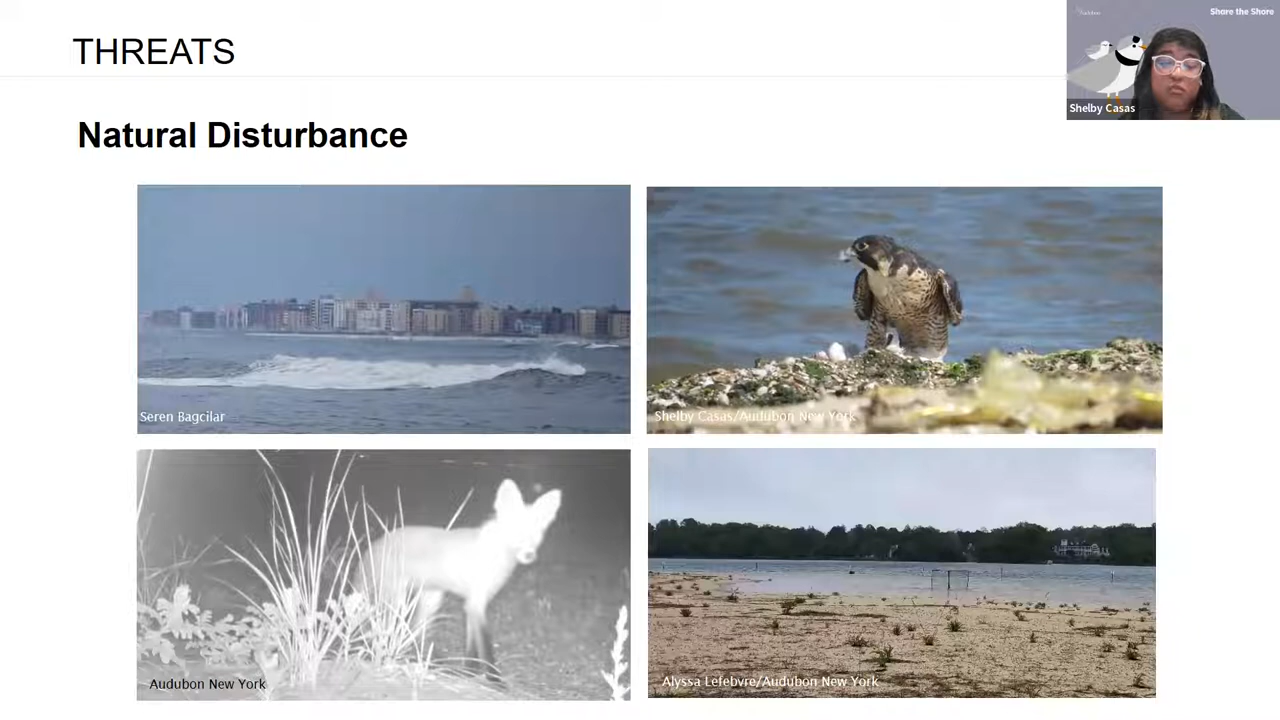 THREATS
Share the Shore
Audubon
Shelby Casas
Natural Disturbance
Seren Bagcilar
Shelby Casas/Audubon New York
Audubon New York
Alyssa Lefebvre/Audubon New York